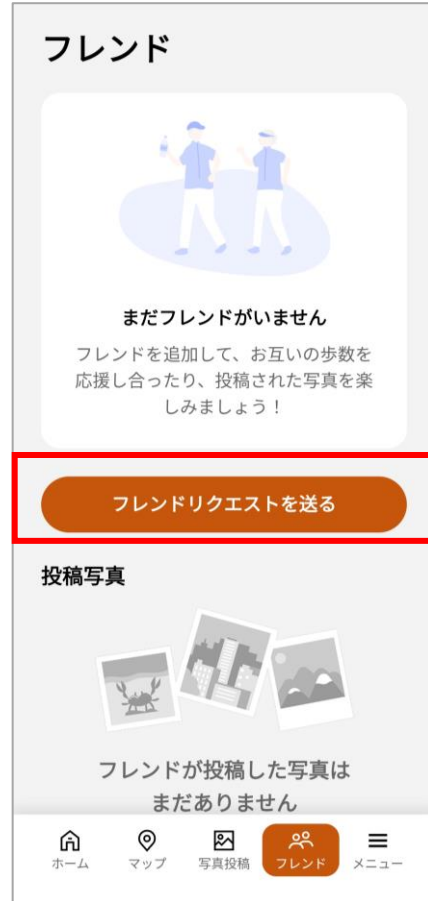 フレンド
まだフレンドがいません
フレンドを追加して、お互いの歩数を
応援し合ったり、投稿された写真を楽
しみましょう！
フレンドリクエストを送る
投稿写真
フレンドが投稿した写真は
まだありません
ホーム マップ 写真投稿 フレンド メニュー